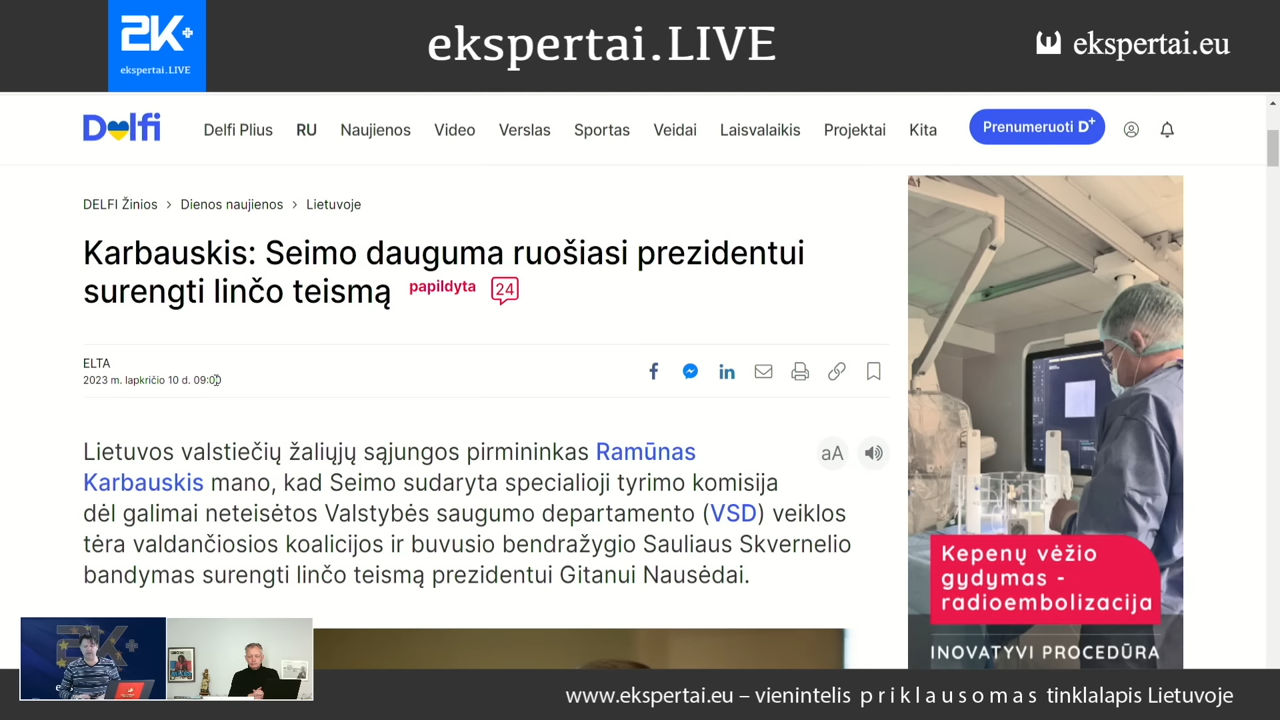 2K+
ekspertai.LIVE
ekspertai.LIVE
ekspertai.eu
Delfi
Delfi Plius RU Naujienos Video Verslas Sportas Veidai Laisvalaikis Projektai Kita
Prenumeruoti D+
DELFI Žinios > Dienos naujienos > Lietuvoje
Karbauskis: Seimo dauguma ruošiasi prezidentui
surengti linčo teismą papildyta 24
ELTA
2023 m. lapkričio 10 d. 09:00
Lietuvos valstiečių žaliųjų sąjungos pirmininkas Ramūnas
Karbauskis mano, kad Seimo sudaryta specialioji tyrimo komisija
dėl galimai neteisėtos Valstybės saugumo departamento (VSD) veiklos
tėra valdančiosios koalicijos ir buvusio bendražygio Sauliaus Skvernelio
bandymas surengti linčo teismą prezidentui Gitanui Nausėdai.
aA
Kepenų vėžio
gydymas -
radioembolizacija
INOVATYVI PROCEDŪRA
2K+
www.ekspertai.eu – vienintelis priklausomas tinklalapis Lietuvoje